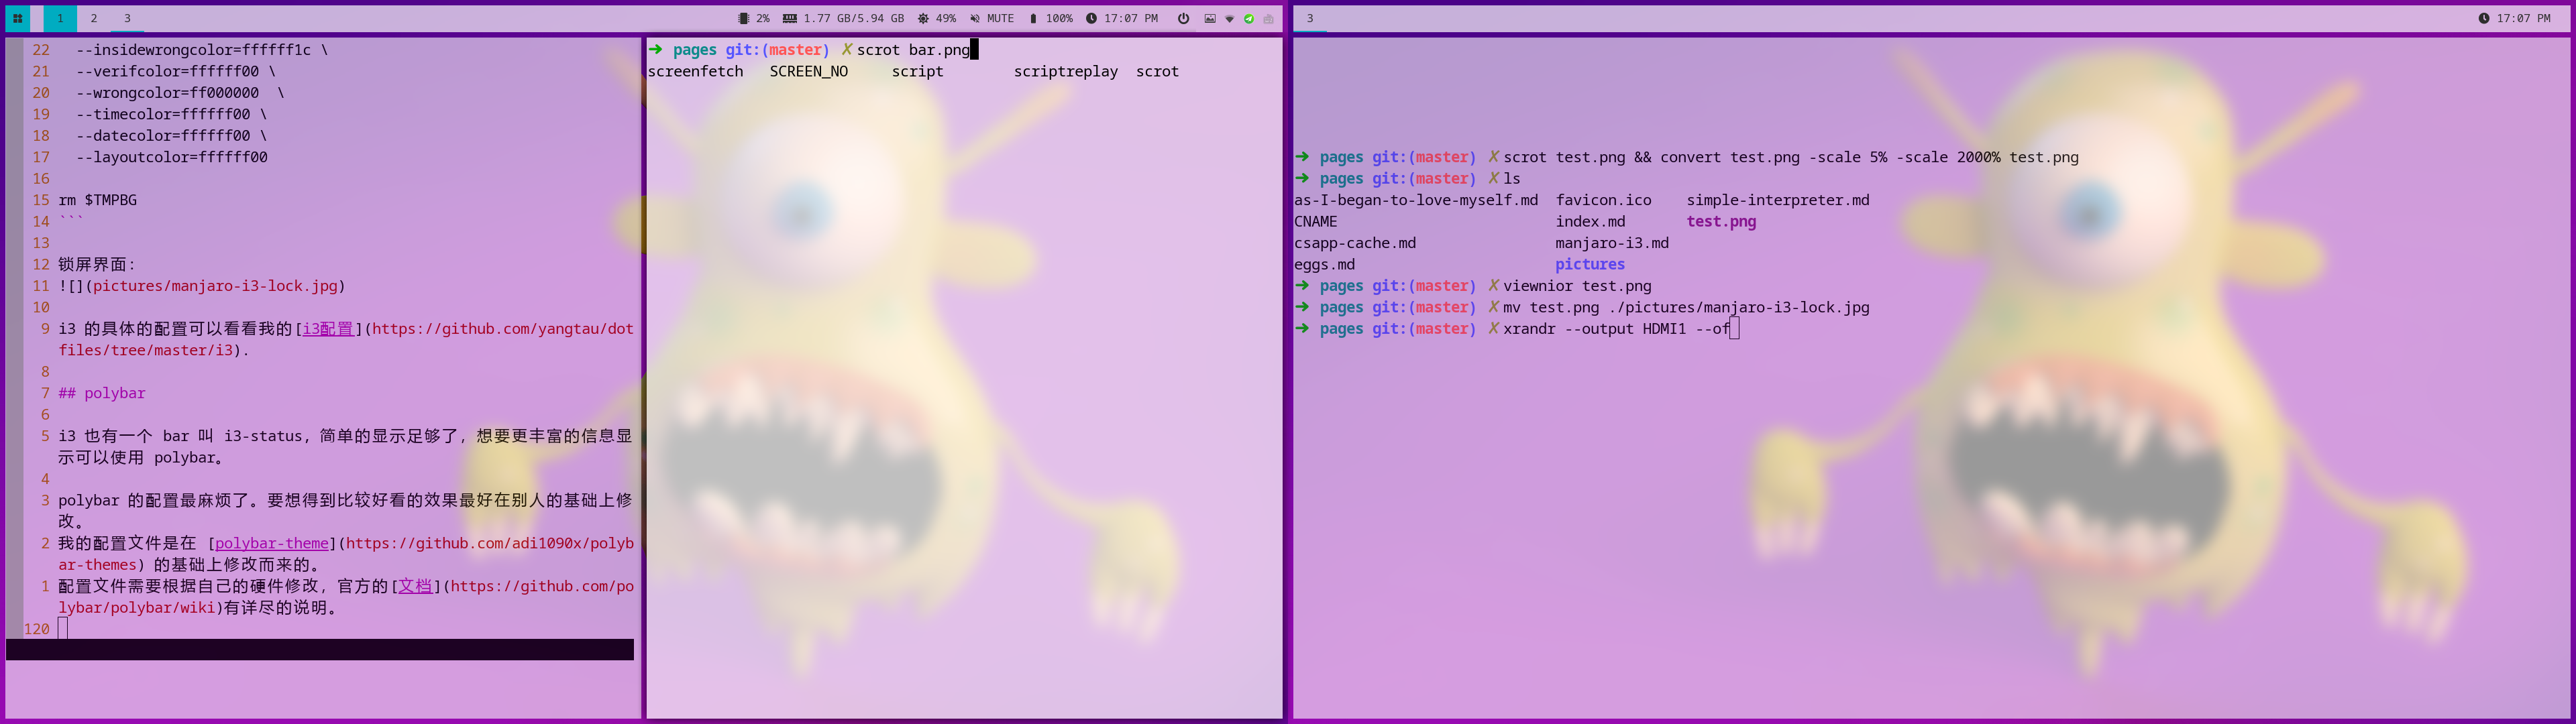 1 2 3 2% 1.77 GB/5.94 GB 49% MUTE 100% 17:07 PM
22 --insidewrongcolor=ffffff1c \
21 --verifcolor=ffffff00 \
20 --wrongcolor=ff000000  \
19 --timecolor=ffffff00 \
18 --datecolor=ffffff00 \
17 --layoutcolor=ffffff00
16
15 rm $TMPBG
14 ```
13
12 锁屏界面：
11 ![](pictures/manjaro-i3-lock.jpg)
10
9 i3 的具体的配置可以看看我的[i3配置](https://github.com/yangtau/dot
files/tree/master/i3).
8
7 ## polybar
6
5 i3 也有一个 bar 叫 i3-status，简单的显示足够了，想要更丰富的信息显
示可以使用 polybar。
4
3 polybar 的配置最麻烦了。要想得到比较好看的效果最好在别人的基础上修
改。
2 我的配置文件是在 [polybar-theme](https://github.com/adi1090x/polyb
ar-themes) 的基础上修改而来的。
1 配置文件需要根据自己的硬件修改，官方的[文档](https://github.com/po
lybar/polybar/wiki)有详尽的说明。
120
➜ pages git:(master) ✗ scrot bar.png
screenfetch SCREEN_NO script scriptreplay scrot
3 17:07 PM
➜ pages git:(master) ✗ scrot test.png && convert test.png -scale 5% -scale 2000% test.png
➜ pages git:(master) ✗ ls
as-I-began-to-love-myself.md favicon.ico simple-interpreter.md
CNAME index.md test.png
csapp-cache.md manjaro-i3.md
eggs.md pictures
➜ pages git:(master) ✗ viewnior test.png
➜ pages git:(master) ✗ mv test.png ./pictures/manjaro-i3-lock.jpg
➜ pages git:(master) ✗ xrandr --output HDMI1 --of